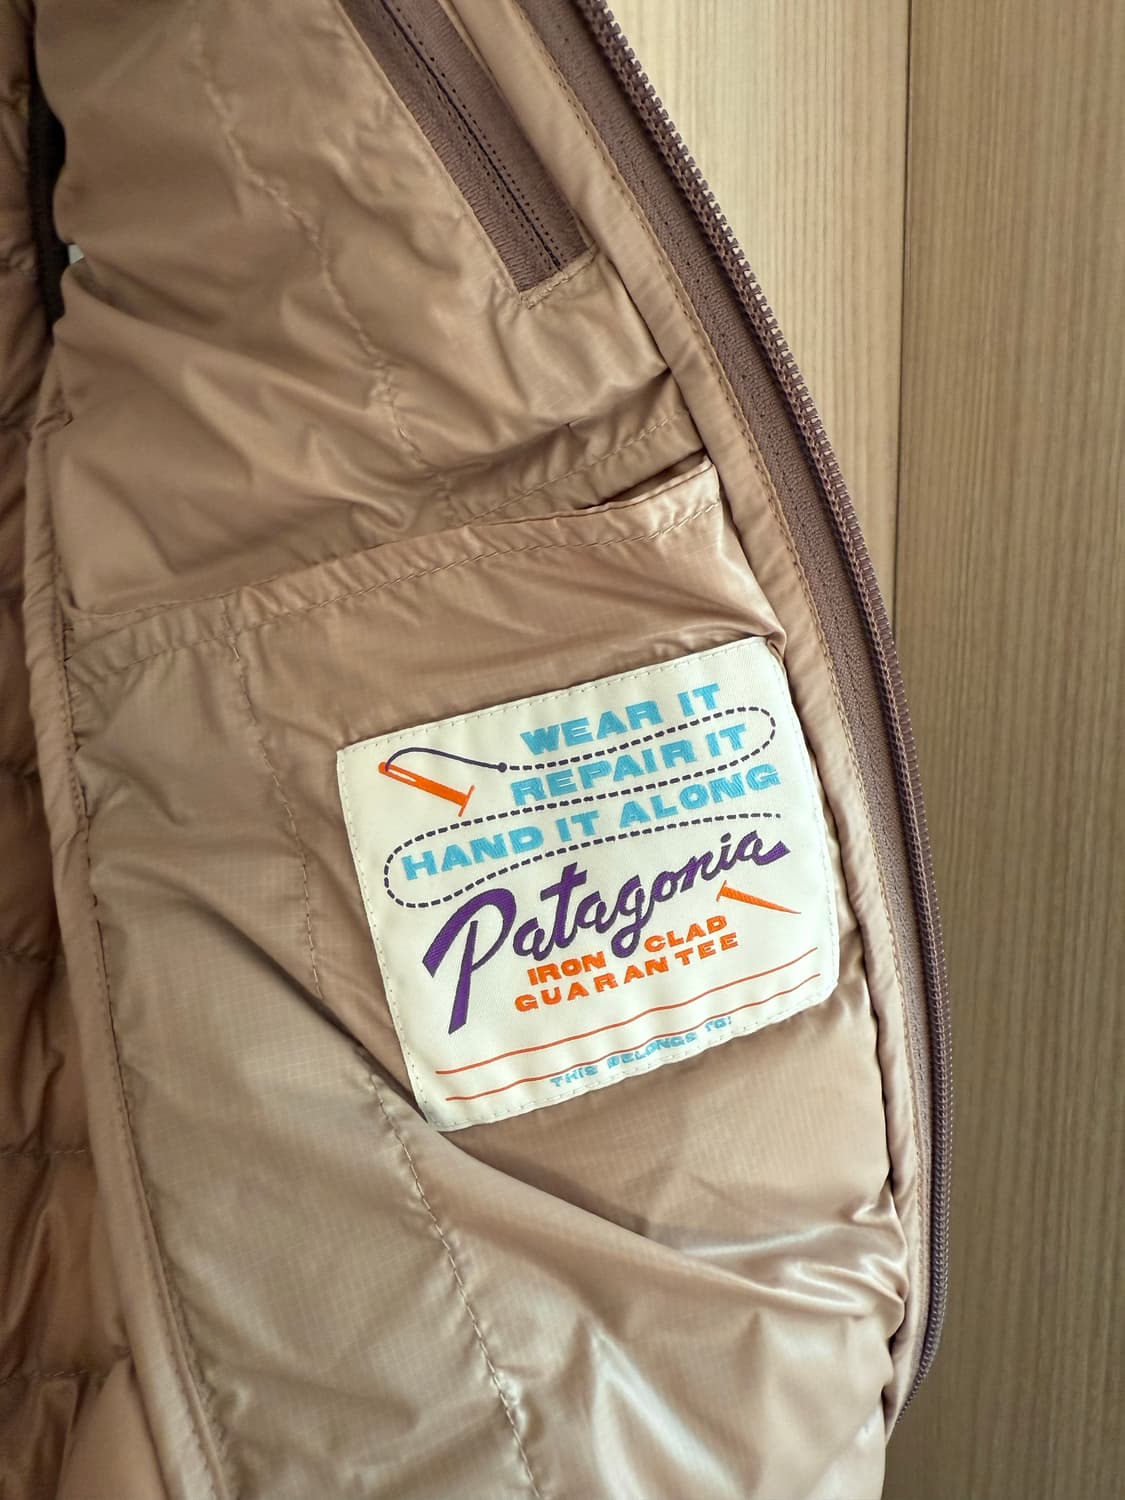 WEAR IT
REPAIR IT
HAND IT ALONG
Patagonia
IRON CLAD
GUARANTEE
THIS BELONGS TO: